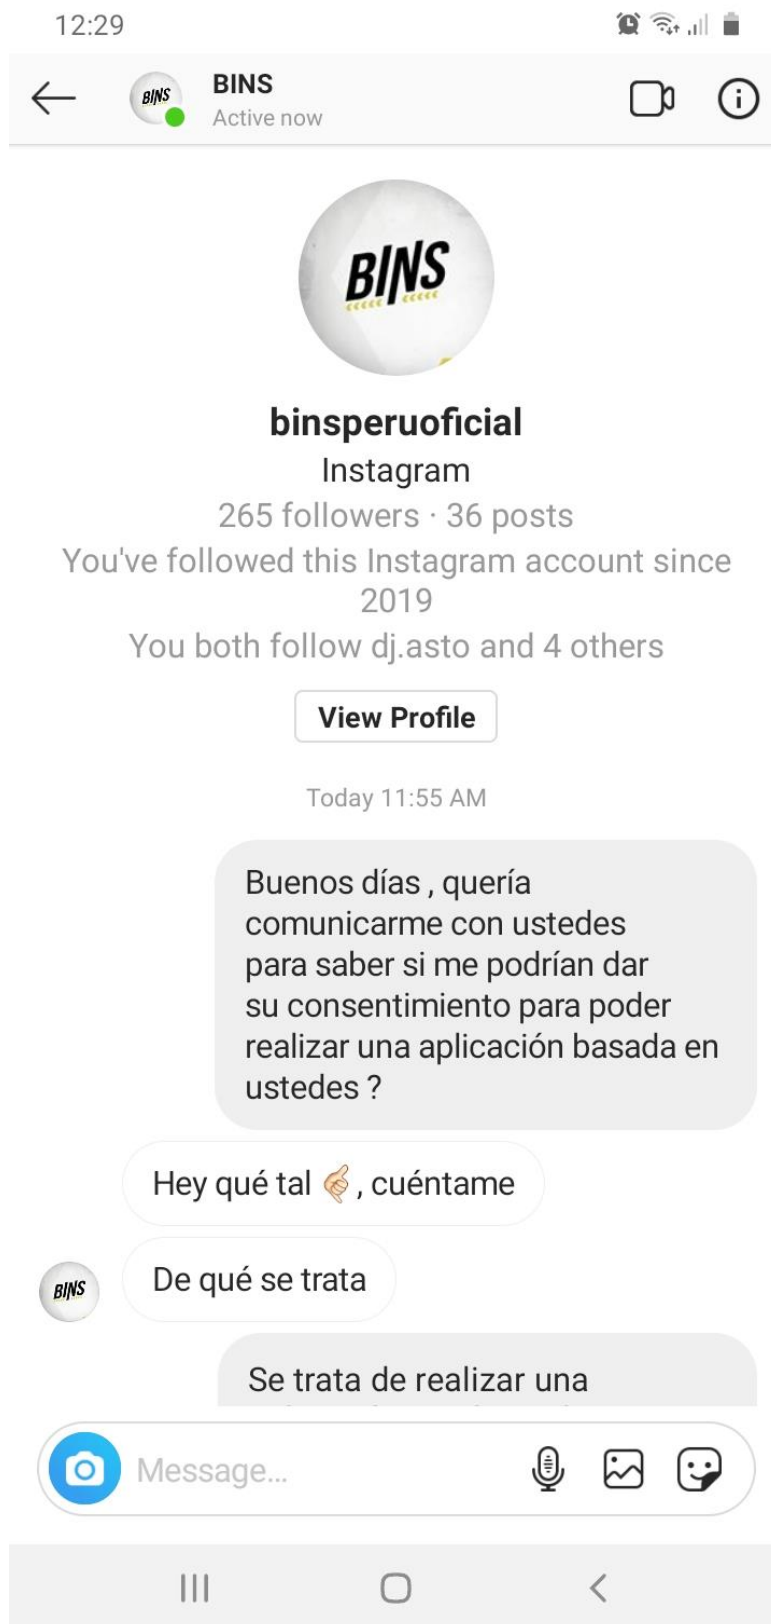 12:29
BINS
BINS
Active now
BINS
binsperuoficial
Instagram
265 followers · 36 posts
You've followed this Instagram account since
2019
You both follow dj.asto and 4 others
View Profile
Today 11:55 AM
Buenos días , quería
comunicarme con ustedes
para saber si me podrían dar
su consentimiento para poder
realizar una aplicación basada en
ustedes ?
Hey qué tal 🤙🏻, cuéntame
BINS
De qué se trata
Se trata de realizar una
Message...